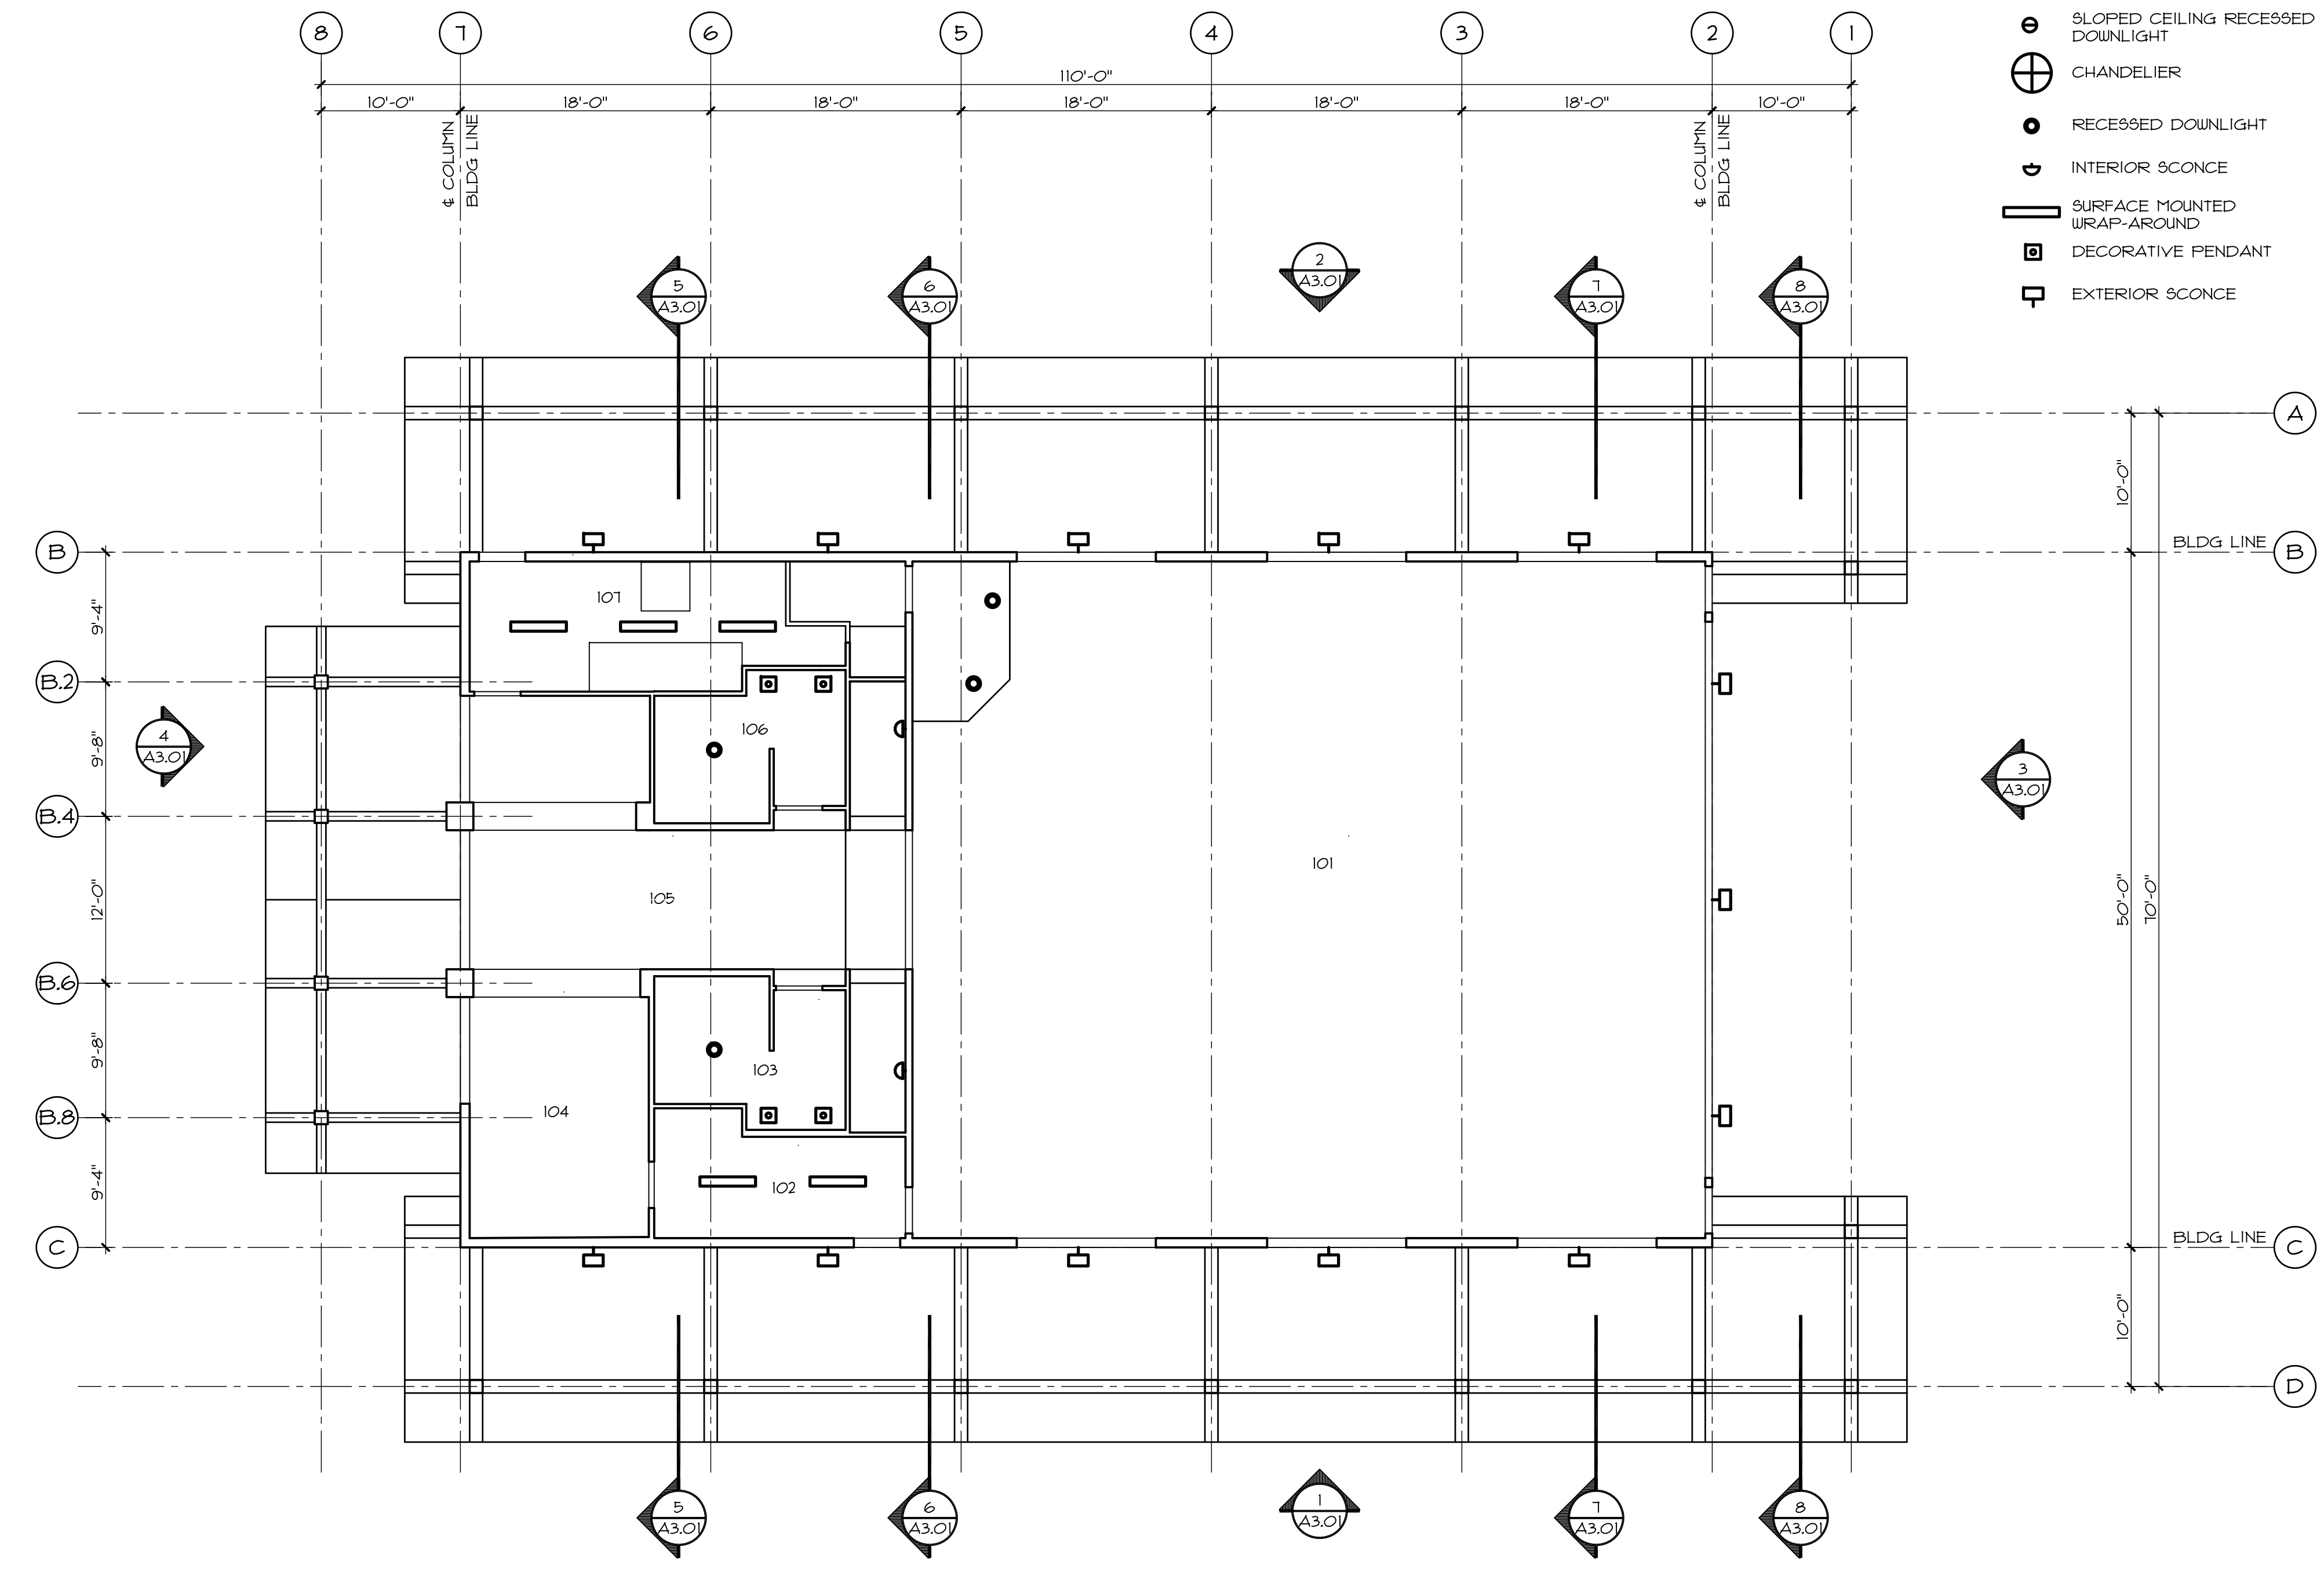 8 7 6 5 4 3 2 1
SLOPED CEILING RECESSED
DOWNLIGHT
CHANDELIER
RECESSED DOWNLIGHT
INTERIOR SCONCE
SURFACE MOUNTED
WRAP-AROUND
DECORATIVE PENDANT
EXTERIOR SCONCE
110'-0"
10'-0" 18'-0" 18'-0" 18'-0" 18'-0" 18'-0" 10'-0"
℄ COLUMN
BLDG LINE
℄ COLUMN
BLDG LINE
5
A3.01
6
A3.01
2
A3.01
7
A3.01
8
A3.01
A
10'-0"
B
BLDG LINE
B
107
9'-4"
B.2
106
9'-8"
4
A3.01
3
A3.01
B.4
101
105
12'-0"
50'-0"
70'-0"
B.6
9'-8"
103
104
B.8
102
9'-4"
C
BLDG LINE
C
10'-0"
D
5
A3.01
6
A3.01
1
A3.01
7
A3.01
8
A3.01